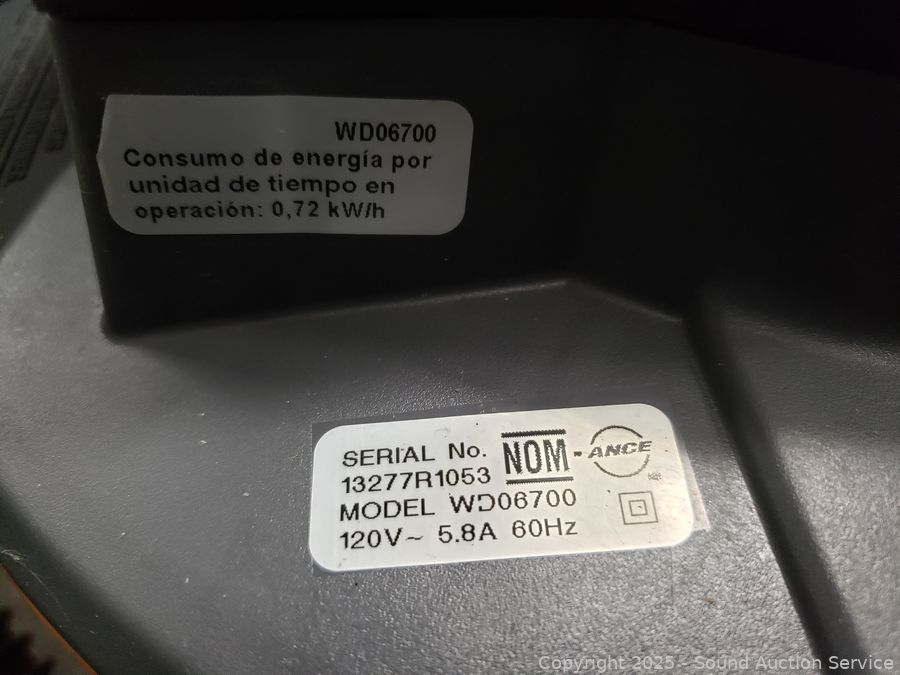 WD06700
Consumo de energía por
unidad de tiempo en
operación: 0,72 kW/h
SERIAL No.
13277R1053
NOM - ANCE
MODEL WD06700
120V~ 5.8A 60Hz
Copyright 2025 - Sound Auction Service